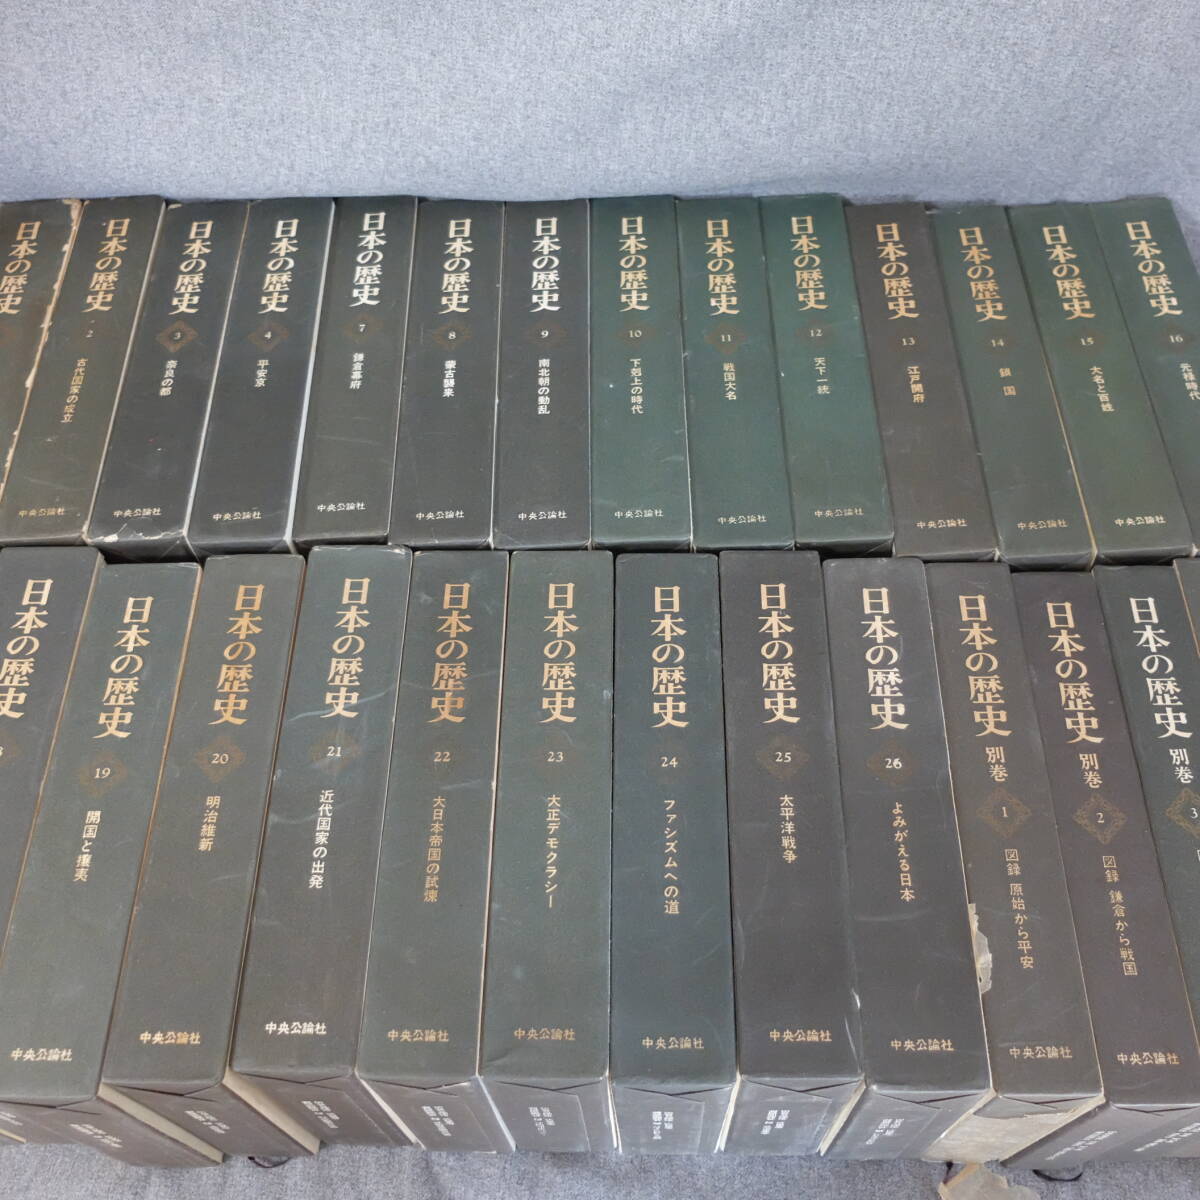 日本の歴史
中央公論社
日本の歴史
2
古代国家の成立
中央公論社
日本の歴史
3
奈良の都
中央公論社
日本の歴史
4
平安京
中央公論社
日本の歴史
7
鎌倉幕府
中央公論社
日本の歴史
8
蒙古襲来
中央公論社
日本の歴史
9
南北朝の動乱
中央公論社
日本の歴史
10
下剋上の時代
中央公論社
日本の歴史
11
戦国大名
中央公論社
日本の歴史
12
天下一統
中央公論社
日本の歴史
13
江戸開府
中央公論社
日本の歴史
14
鎖国
中央公論社
日本の歴史
15
大名と百姓
中央公論社
日本の歴史
16
元禄時代
日本の歴史
日本の歴史
19
開国と攘夷
中央公論社
日本の歴史
20
明治維新
中央公論社
日本の歴史
21
近代国家の出発
中央公論社
日本の歴史
22
大日本帝国の試煉
中央公論社
日本の歴史
23
大正デモクラシー
中央公論社
日本の歴史
24
ファシズムへの道
中央公論社
日本の歴史
25
太平洋戦争
中央公論社
日本の歴史
26
よみがえる日本
中央公論社
日本の歴史
別巻
1
図録 原始から平安
中央公論社
日本の歴史
別巻
2
図録 鎌倉から戦国
中央公論社
日本の歴史
別巻
3